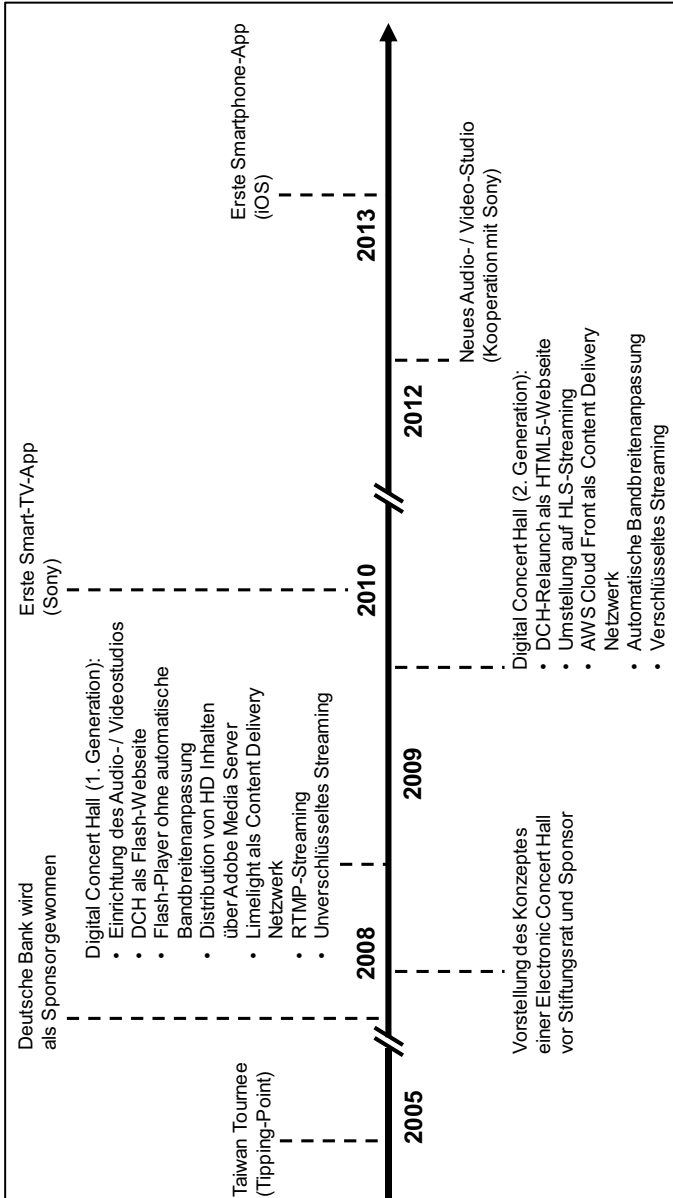 Taiwan Tournee
(Tipping-Point)
2005
Deutsche Bank wird
als Sponsorgewonnen
2008
Vorstellung des Konzeptes
einer Electronic Concert Hall
vor Stiftungsrat und Sponsor
Digital Concert Hall (1. Generation):
• Einrichtung des Audio-/ Videostudios
• DCH als Flash-Webseite
• Flash-Player ohne automatische
Bandbreitenanpassung
• Distribution von HD Inhalten
über Adobe Media Server
• Limelight als Content Delivery
Netzwerk
• RTMP-Streaming
• Unverschlüsseltes Streaming
2009
Digital Concert Hall (2. Generation):
• DCH-Relaunch als HTML5-Webseite
• Umstellung auf HLS-Streaming
• AWS Cloud Front als Content Delivery
Netzwerk
• Automatische Bandbreitenanpassung
• Verschlüsseltes Streaming
Erste Smart-TV-App
(Sony)
2010
2012
Neues Audio-/ Video-Studio
(Kooperation mit Sony)
2013
Erste Smartphone-App
(iOS)